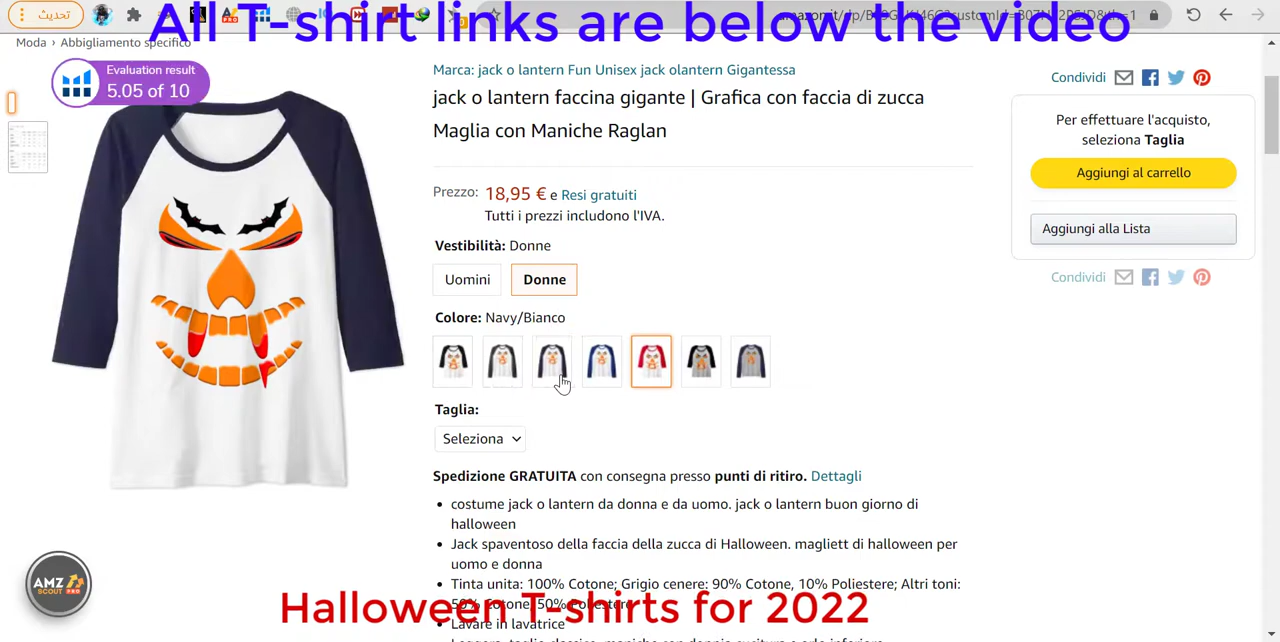 تحديث
All T-shirt links are below the video
Moda › Abbigliamento specifico
Evaluation result
5.05 of 10
Marca: jack o lantern Fun Unisex jack olantern Gigantessa
jack o lantern faccina gigante | Grafica con faccia di zucca
Maglia con Maniche Raglan
Prezzo: 18,95 € e Resi gratuiti
Tutti i prezzi includono l'IVA.
Vestibilità: Donne
Uomini
Donne
Colore: Navy/Bianco
Taglia:
Seleziona
Spedizione GRATUITA con consegna presso punti di ritiro. Dettagli
• costume jack o lantern da donna e da uomo. jack o lantern buon giorno di
halloween
• Jack spaventoso della faccia della zucca di Halloween. magliett di halloween per
uomo e donna
• Tinta unita: 100% Cotone; Grigio cenere: 90% Cotone, 10% Poliestere; Altri toni:
50% Cotone, 50% Poliestere
• Lavare in lavatrice
Condividi
Per effettuare l'acquisto,
seleziona Taglia
Aggiungi al carrello
Aggiungi alla Lista
Condividi
AMZ
SCOUT PRO
Halloween T-shirts for 2022